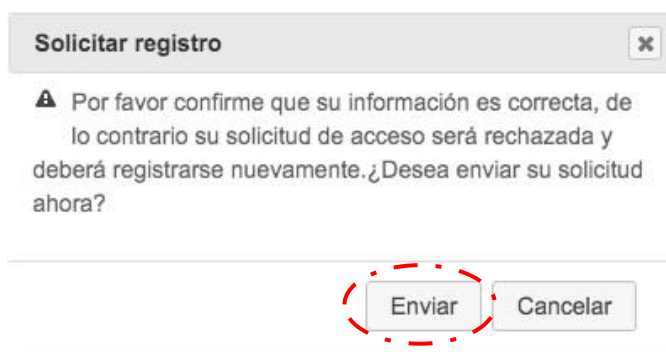 Solicitar registro
Por favor confirme que su información es correcta, de
lo contrario su solicitud de acceso será rechazada y
deberá registrarse nuevamente.¿Desea enviar su solicitud
ahora?
Enviar Cancelar